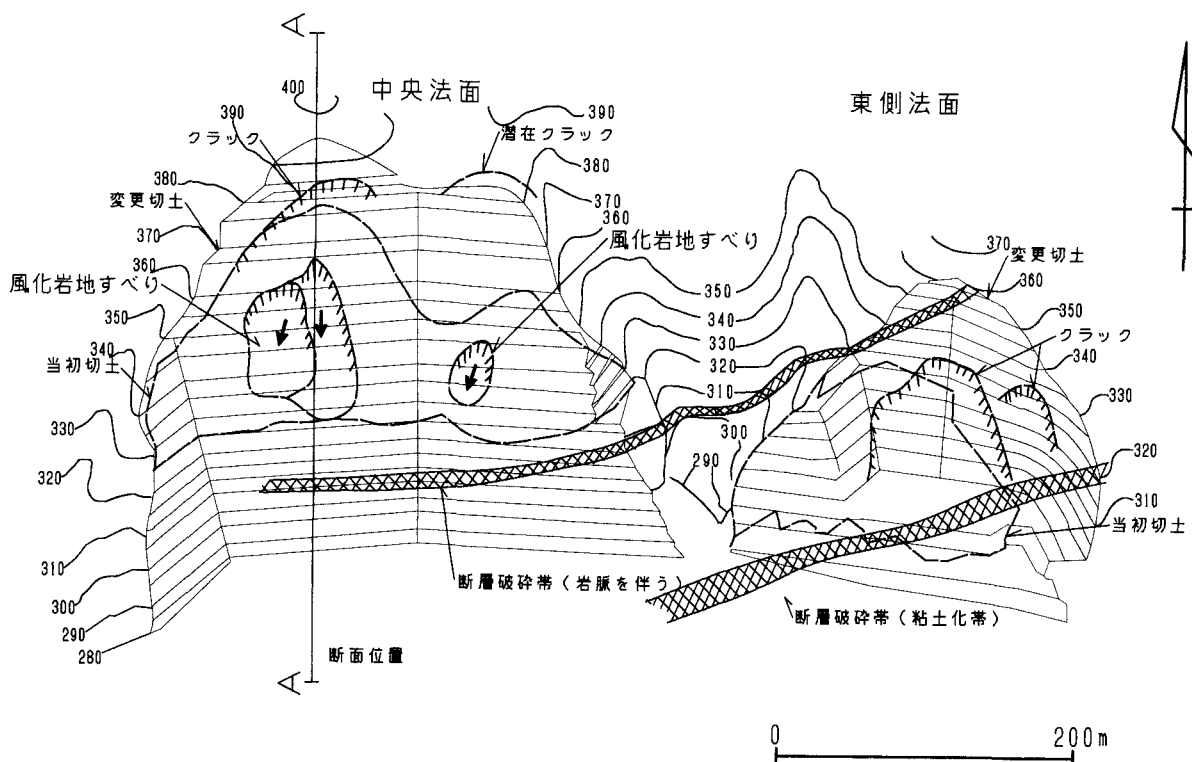 A
中央法面
東側法面
400
390
クラック
390
潜在クラック
380
380
変更切土
370
370
360
風化岩地すべり
360
風化岩地すべり
350
340
当初切土
330
320
310
300
290
280
350
340
330
320
310
300
290
370
変更切土
360
350
クラック
340
330
320
310
当初切土
断層破砕帯(岩脈を伴う)
断層破砕帯(粘土化帯)
断面位置
A
0
200m